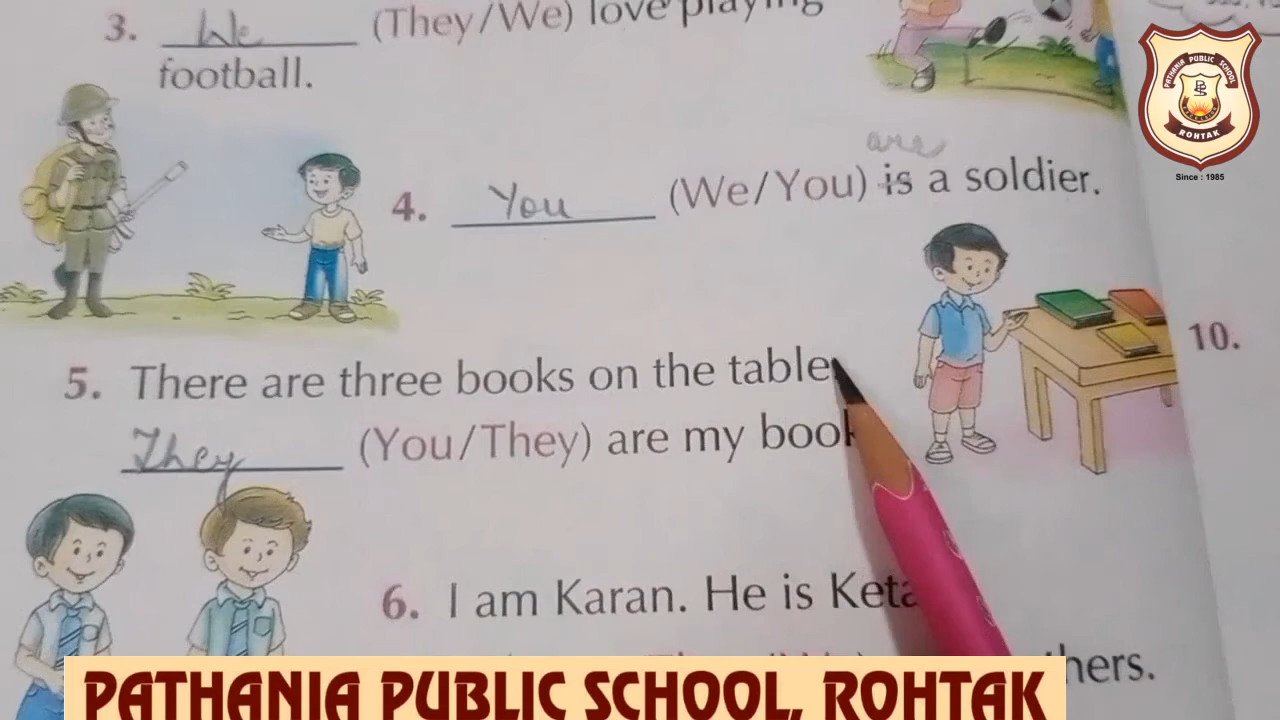 3. We (They/We) love playing
football.
are
4. You (We/You) is a soldier.
5. There are three books on the table
They (You/They) are my book
10.
6. I am Karan. He is Keta
hers.
PATHANIA PUBLIC SCHOOL
PS
ROHTAK
Since : 1985
PATHANIA PUBLIC SCHOOL, ROHTAK